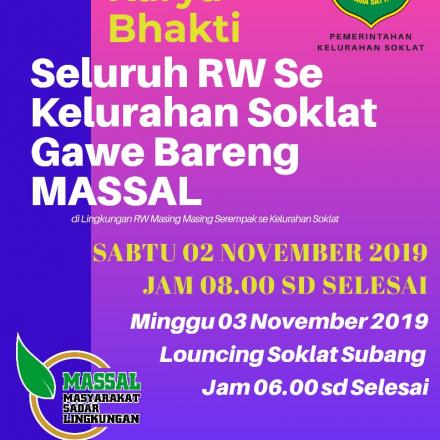 Bhakti
PEMERINTAHAN
KELURAHAN SOKLAT
Seluruh RW Se
Kelurahan Soklat
Gawe Bareng
MASSAL
di Lingkungan RW Masing Masing Serempak se Kelurahan Soklat
SABTU 02 NOVEMBER 2019
JAM 08.00 SD SELESAI
Minggu 03 November 2019
Louncing Soklat Subang
Jam 06.00 sd Selesai
MASSAL
MASYARAKAT
SADAR
LINGKUNGAN